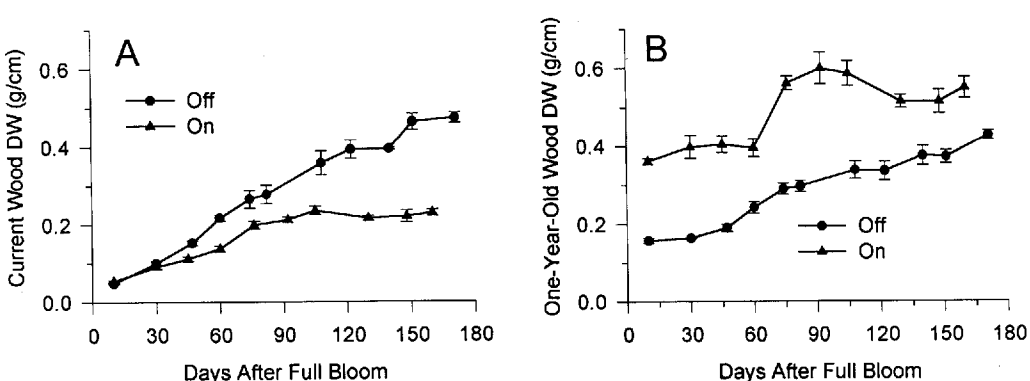 A
Off
On
Current Wood DW (g/cm)
0.6
0.4
0.2
0.0
0 30 60 90 120 150 180
Days After Full Bloom
B
One-Year-Old Wood DW (g/cm)
0.6
0.4
0.2
0.0
Off
On
0 30 60 90 120 150 180
Days After Full Bloom